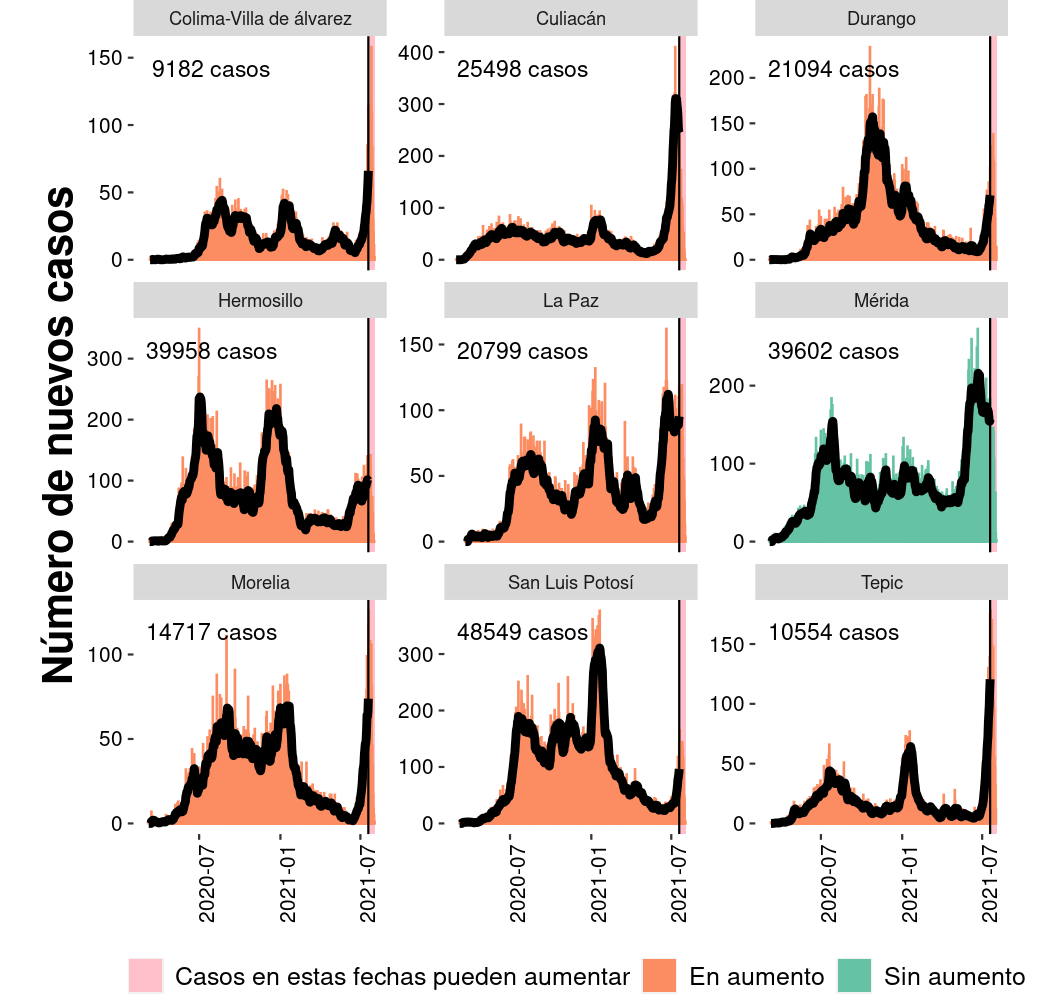 Número de nuevos casos
Colima-Villa de álvarez
Culiacán
Durango
150
100
50
0
9182 casos
400
300
200
100
0
25498 casos
200
150
100
50
0
21094 casos
Hermosillo
La Paz
Mérida
300
200
100
0
39958 casos
150
100
50
0
20799 casos
200
100
0
39602 casos
Morelia
San Luis Potosí
Tepic
100
50
0
14717 casos
300
200
100
0
48549 casos
150
100
50
0
10554 casos
2020-07
2021-01
2021-07
2020-07
2021-01
2021-07
2020-07
2021-01
2021-07
Casos en estas fechas pueden aumentar
En aumento
Sin aumento